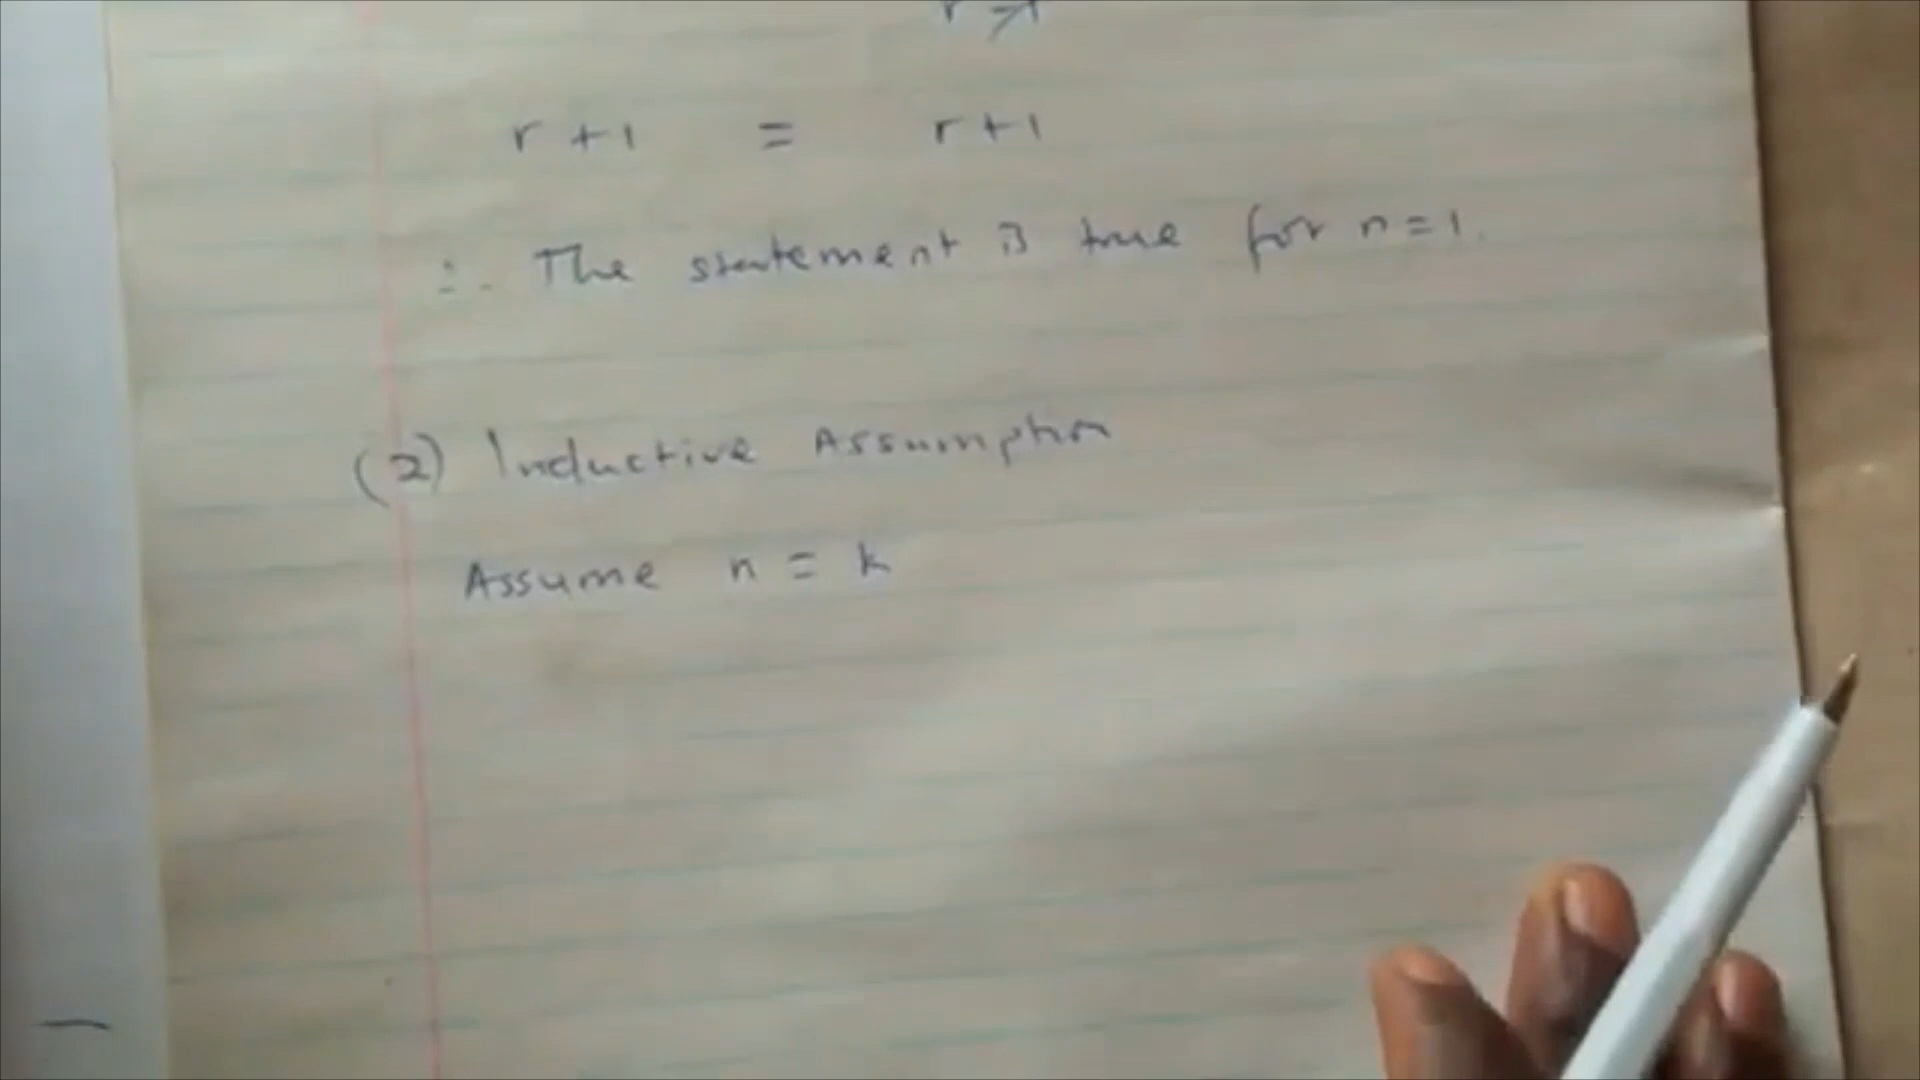 r + 1 = r + 1
∴ The statement is true for n = 1.
(2) Inductive Assumption
Assume n = k